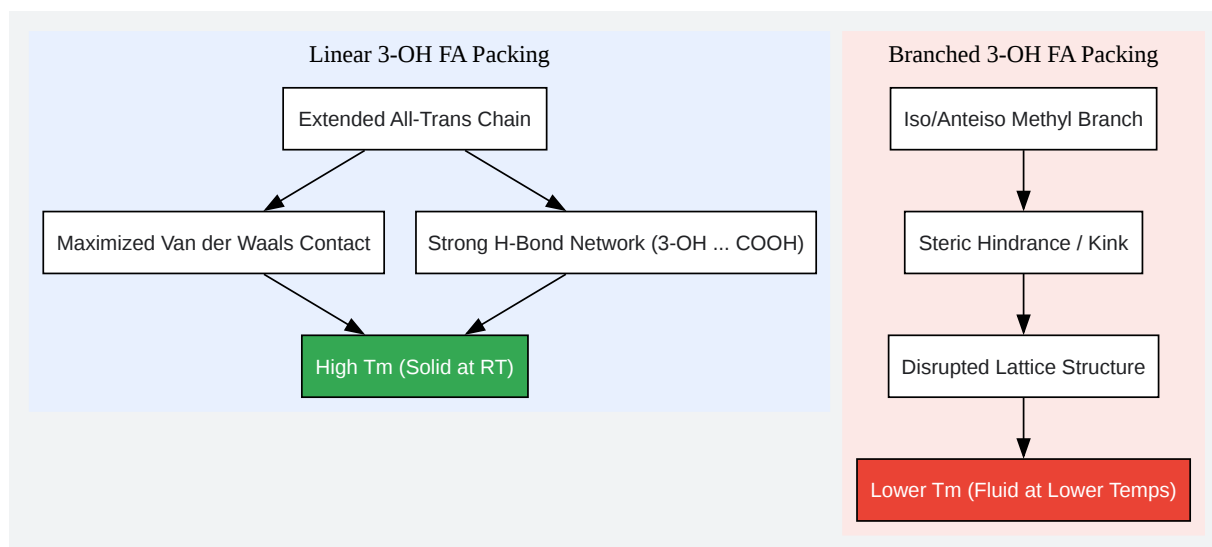 Linear 3-OH FA Packing
Extended All-Trans Chain
Maximized Van der Waals Contact
Strong H-Bond Network (3-OH ... COOH)
High Tm (Solid at RT)
Branched 3-OH FA Packing
Iso/Anteiso Methyl Branch
Steric Hindrance / Kink
Disrupted Lattice Structure
Lower Tm (Fluid at Lower Temps)